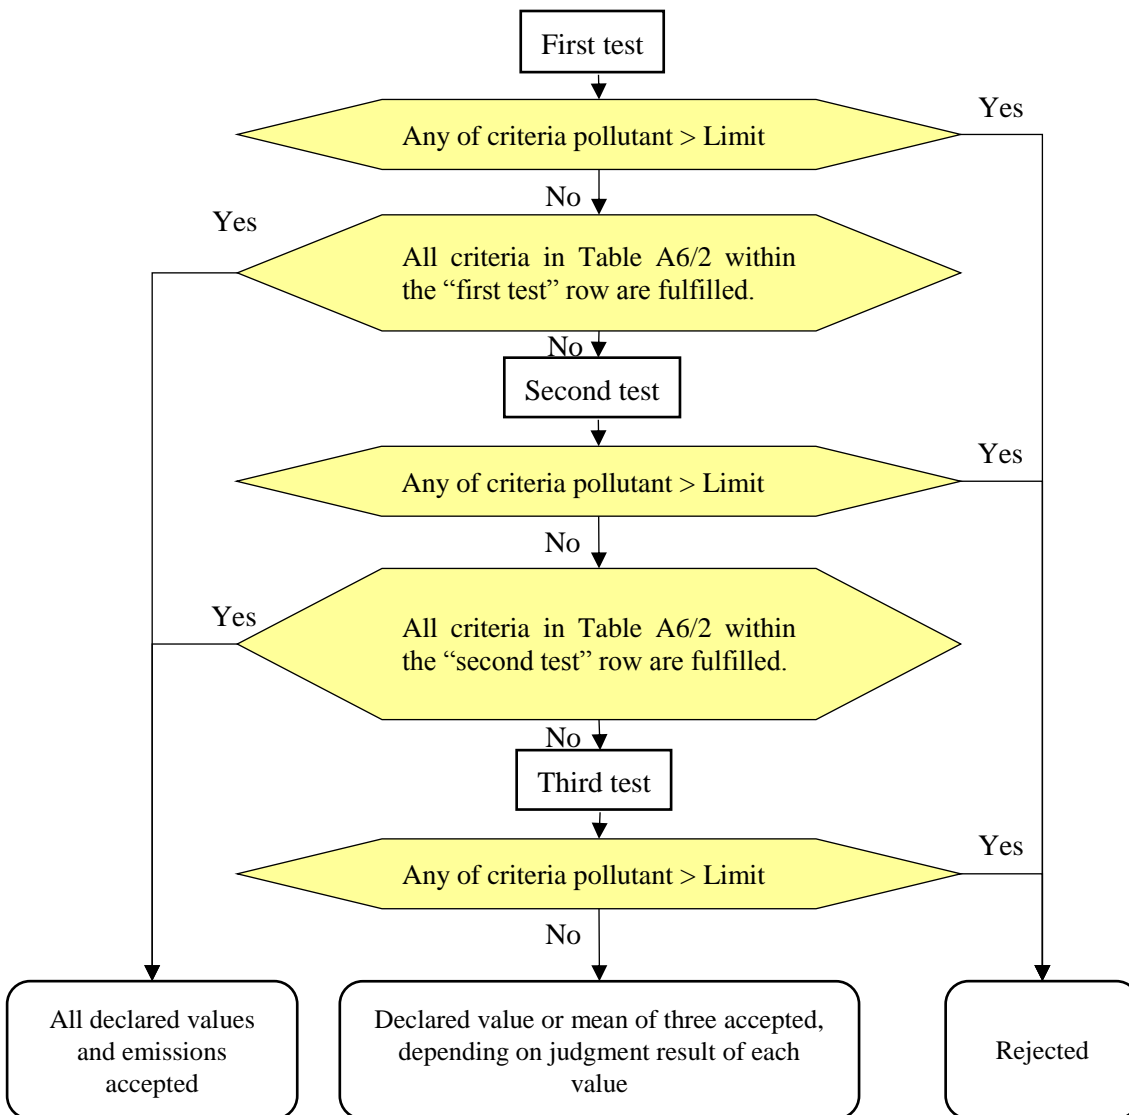 First test
Any of criteria pollutant > Limit
Yes
No
Yes
All criteria in Table A6/2 within
the “first test” row are fulfilled.
No
Second test
Any of criteria pollutant > Limit
Yes
No
Yes
All criteria in Table A6/2 within
the “second test” row are fulfilled.
No
Third test
Any of criteria pollutant > Limit
Yes
No
All declared values
and emissions
accepted
Declared value or mean of three accepted,
depending on judgment result of each
value
Rejected